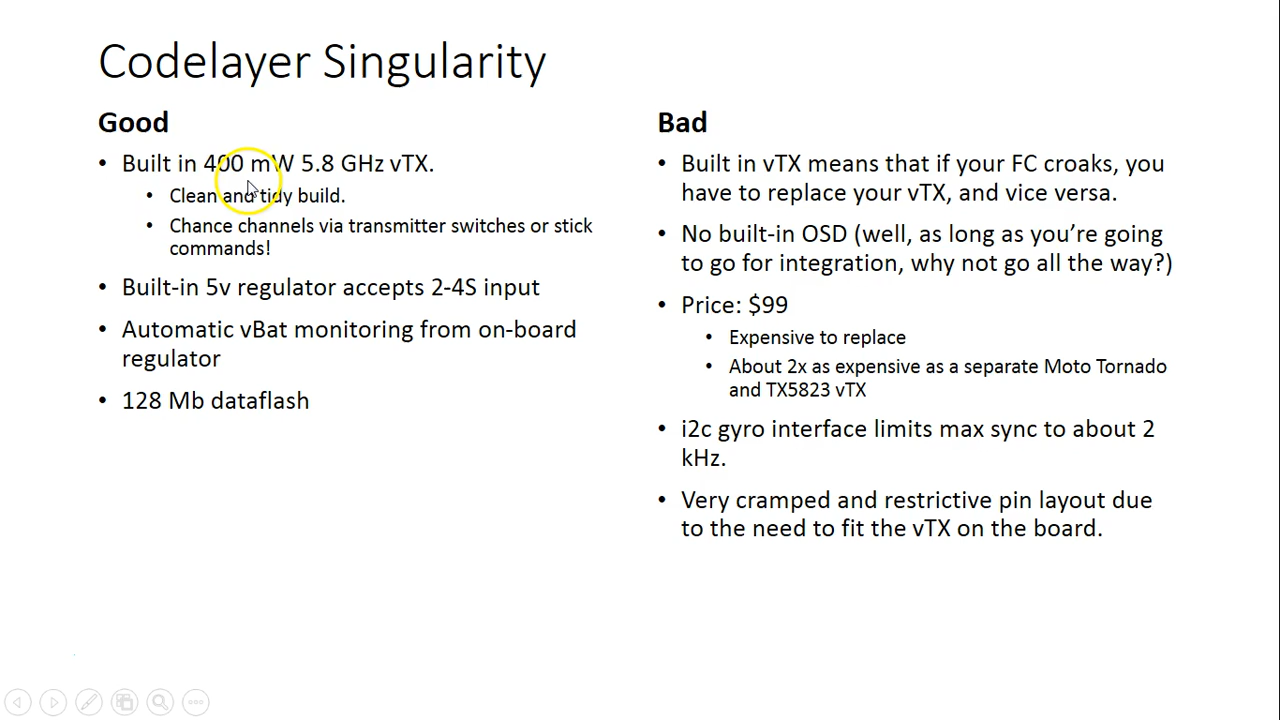 Codelayer Singularity
Good
• Built in 400 mW 5.8 GHz vTX.
• Clean and tidy build.
• Chance channels via transmitter switches or stick
commands!
• Built-in 5v regulator accepts 2-4S input
• Automatic vBat monitoring from on-board
regulator
• 128 Mb dataflash
Bad
• Built in vTX means that if your FC croaks, you
have to replace your vTX, and vice versa.
• No built-in OSD (well, as long as you’re going
to go for integration, why not go all the way?)
• Price: $99
• Expensive to replace
• About 2x as expensive as a separate Moto Tornado
and TX5823 vTX
• i2c gyro interface limits max sync to about 2
kHz.
• Very cramped and restrictive pin layout due
to the need to fit the vTX on the board.